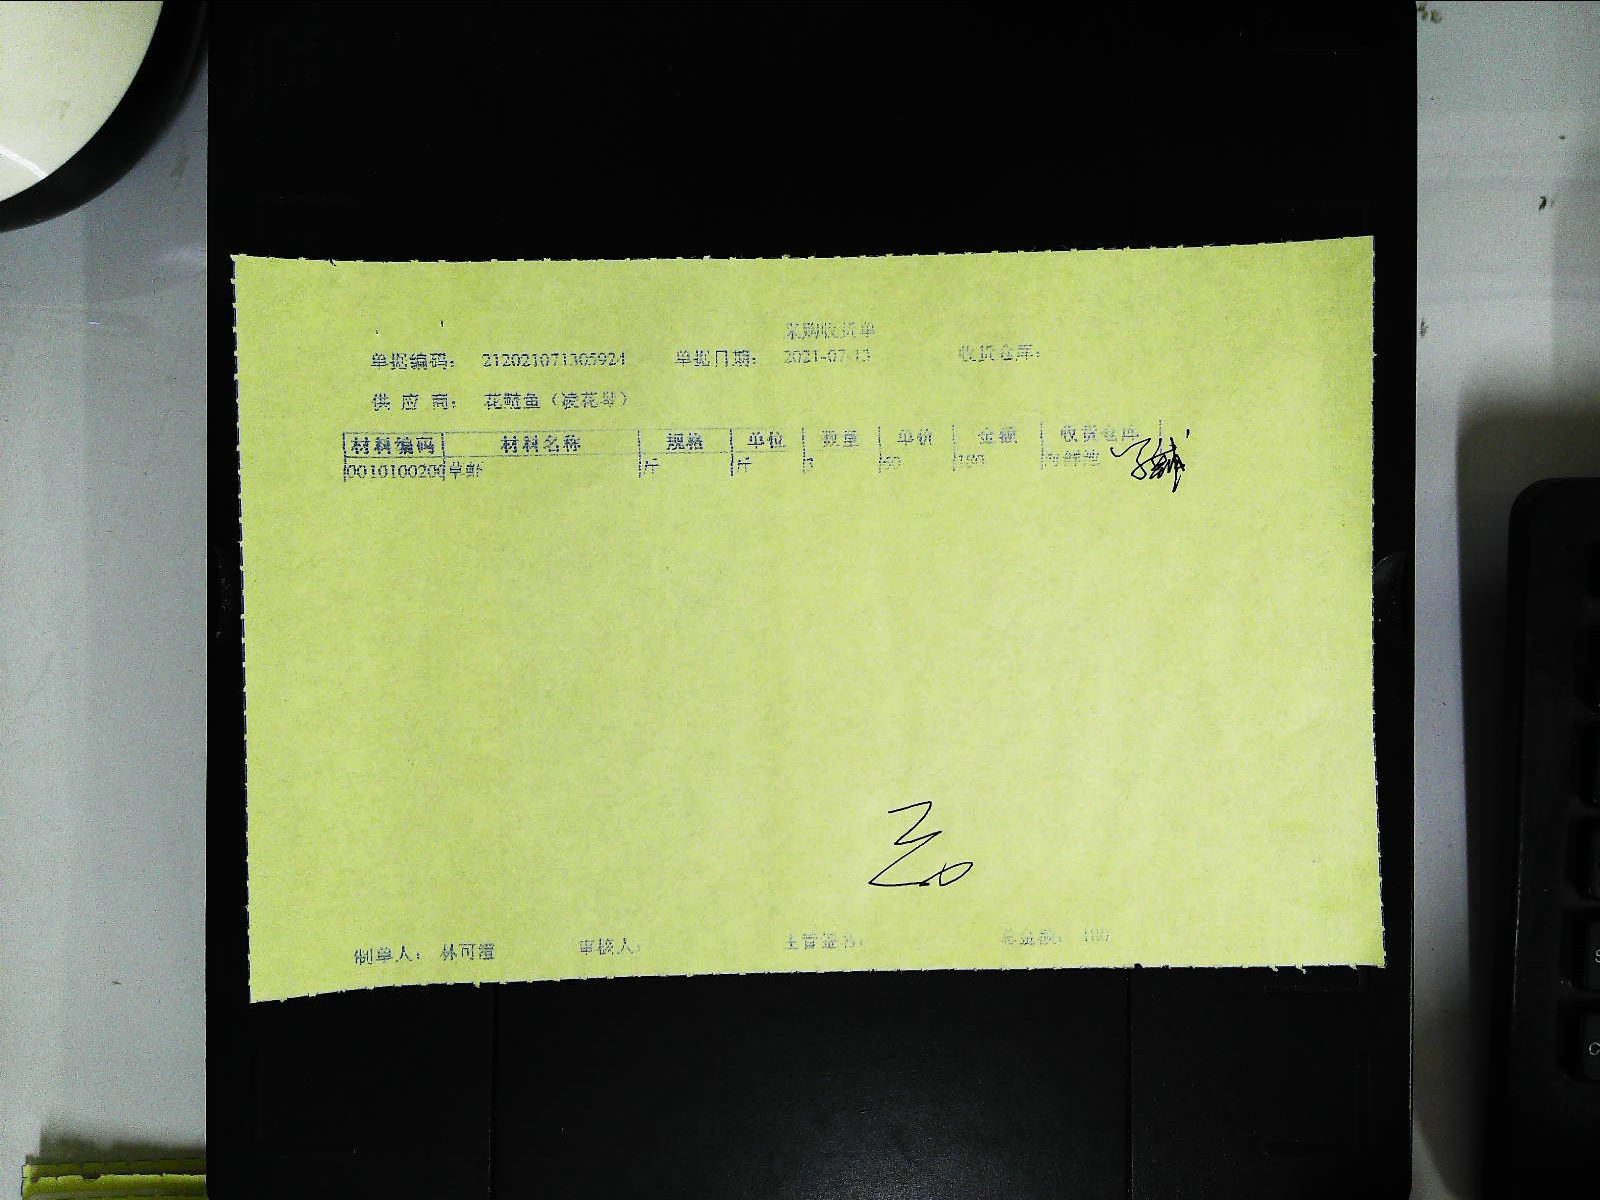 采购收货单
单据编码： 212021071305924 单据日期： 2021-07-13 收货仓库：
供 应 商： 花鲢鱼（凌花琴）
材料编码 材料名称 规格 单位 数量 单价 金额 收货仓库
0010100200 草虾 斤 斤 3 60 180 海鲜池
制单人： 林可瀅 审核人： 主管签书： 总金额： 180